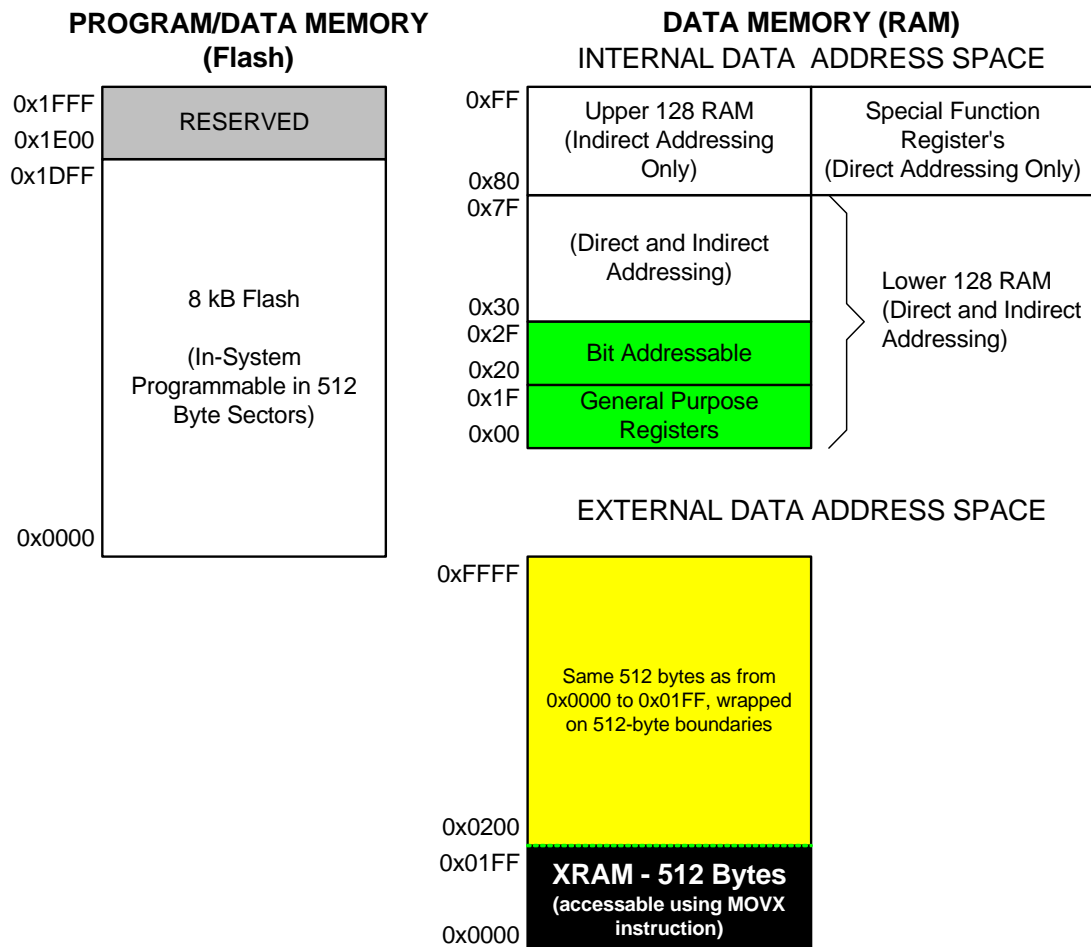 PROGRAM/DATA MEMORY
(Flash)
0x1FFF
RESERVED
0x1E00
0x1DFF
8 kB Flash
(In-System
Programmable in 512
Byte Sectors)
0x0000
DATA MEMORY (RAM)
INTERNAL DATA ADDRESS SPACE
0xFF
Upper 128 RAM
(Indirect Addressing
Only)
0x80
Special Function
Register's
(Direct Addressing Only)
0x7F
(Direct and Indirect
Addressing)
0x30
0x2F
Bit Addressable
0x20
0x1F
General Purpose
Registers
0x00
Lower 128 RAM
(Direct and Indirect
Addressing)
EXTERNAL DATA ADDRESS SPACE
0xFFFF
Same 512 bytes as from
0x0000 to 0x01FF, wrapped
on 512-byte boundaries
0x0200
0x01FF
XRAM - 512 Bytes
(accessable using MOVX
instruction)
0x0000